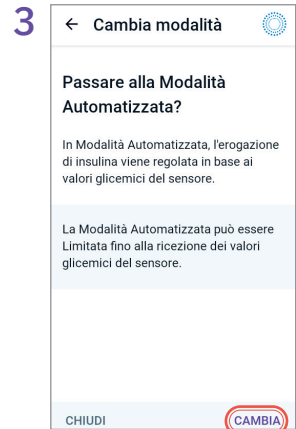 3
← Cambia modalità
Passare alla Modalità
Automatizzata?
In Modalità Automatizzata, l'erogazione
di insulina viene regolata in base ai
valori glicemici del sensore.
La Modalità Automatizzata può essere
Limitata fino alla ricezione dei valori
glicemici del sensore.
CHIUDI CAMBIA